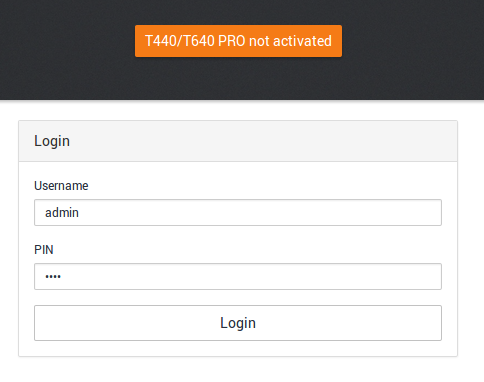 T440/T640 PRO not activated
Login
Username
admin
PIN
••••
Login